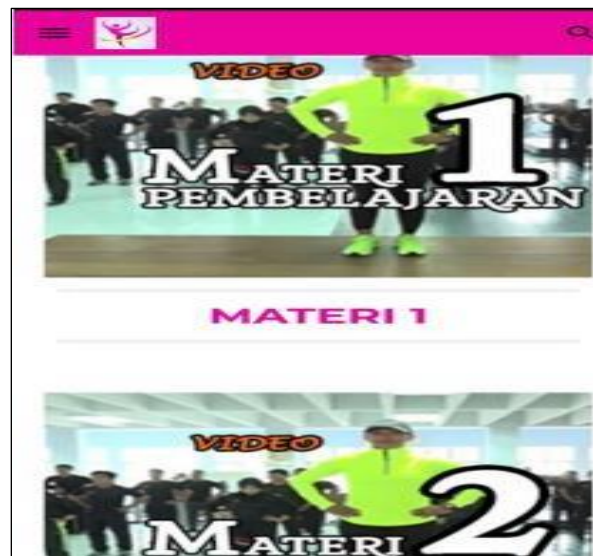 VIDEO
MATERI 1
PEMBELAJARAN
MATERI 1
VIDEO
MATERI 2